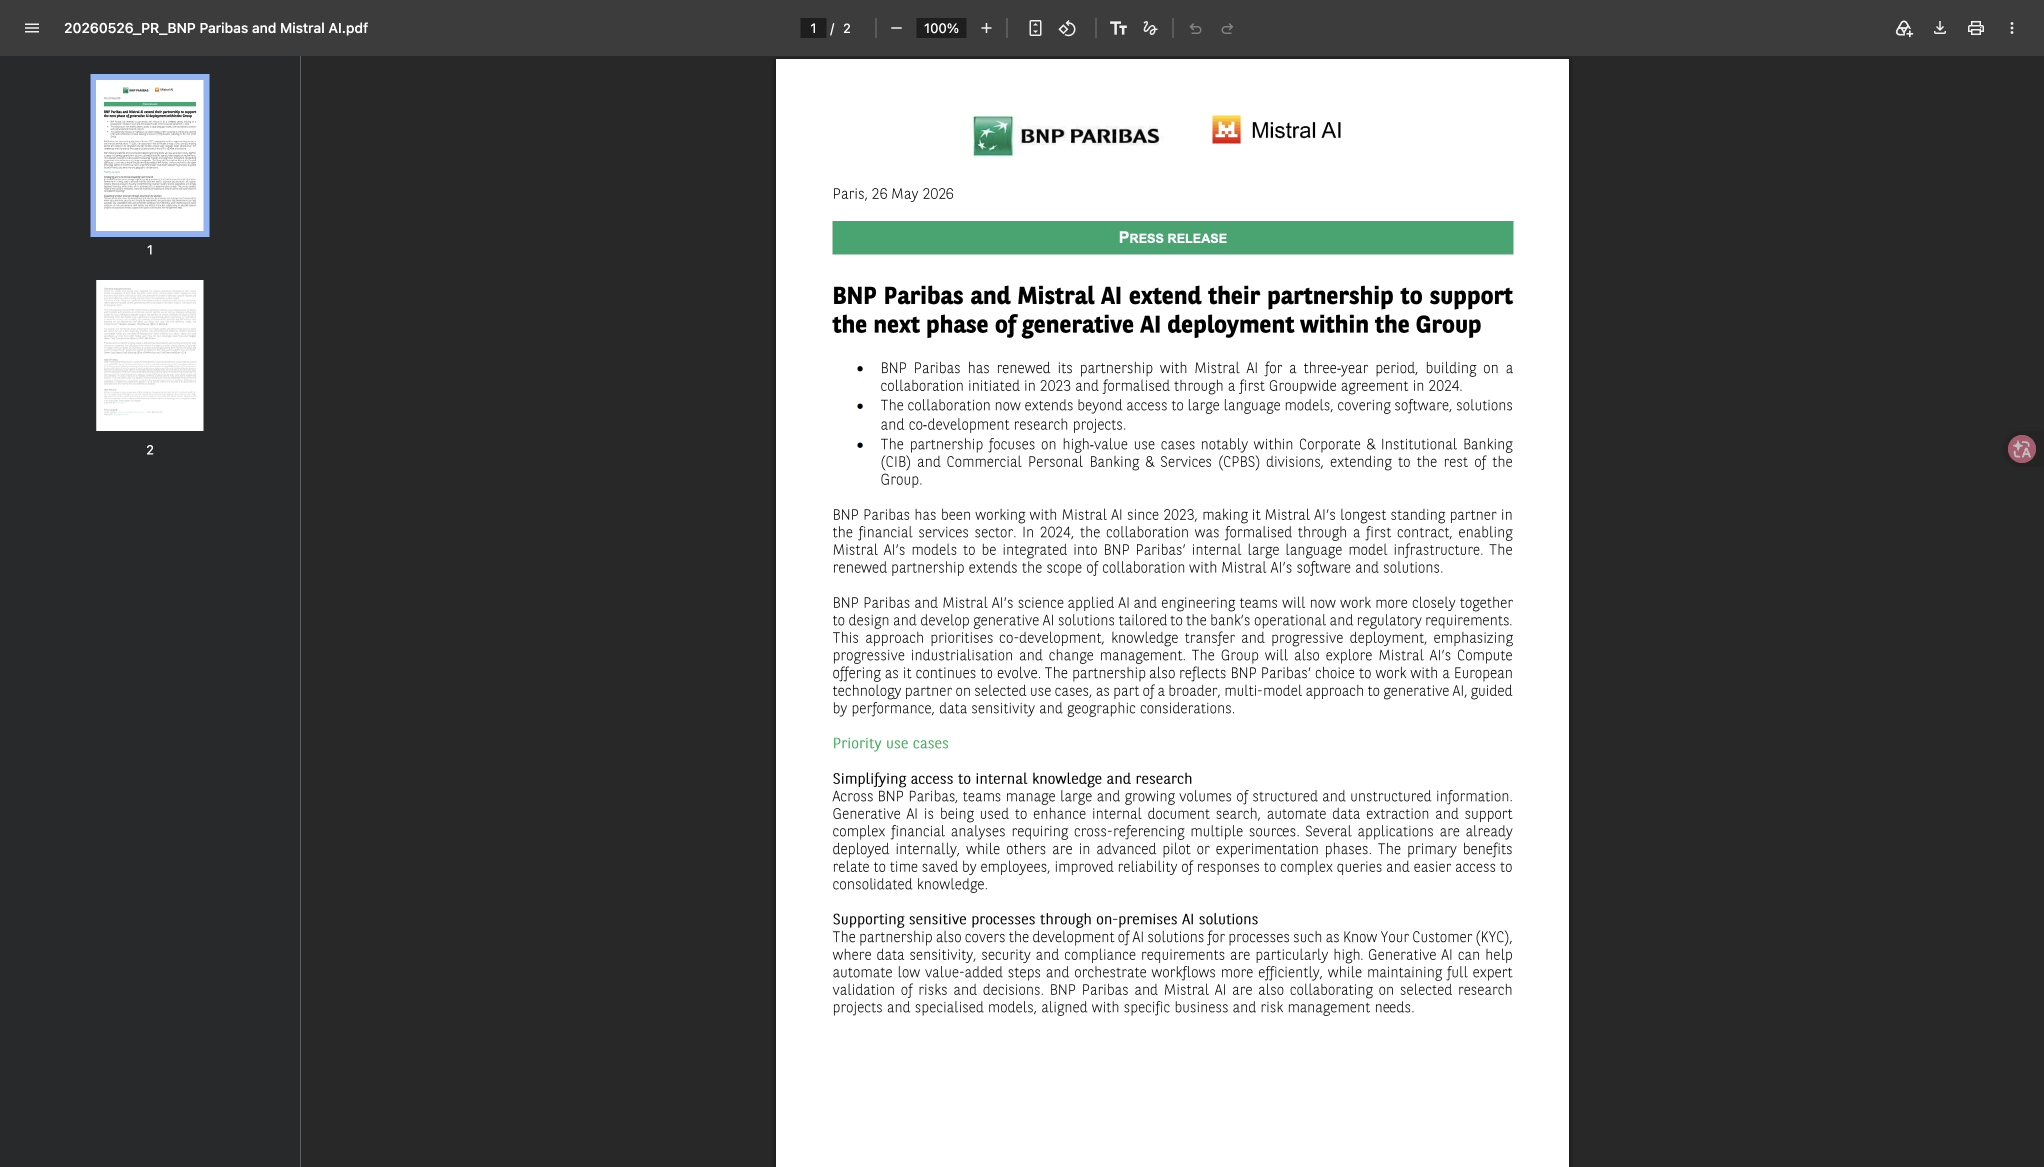 20260526_PR_BNP Paribas and Mistral AI.pdf
1 / 2
100%
1
2
BNP PARIBAS
Mistral AI
Paris, 26 May 2026
PRESS RELEASE
BNP Paribas and Mistral AI extend their partnership to support
the next phase of generative AI deployment within the Group
• BNP Paribas has renewed its partnership with Mistral AI for a three-year period, building on a
collaboration initiated in 2023 and formalised through a first Groupwide agreement in 2024.
• The collaboration now extends beyond access to large language models, covering software, solutions
and co-development research projects.
• The partnership focuses on high-value use cases notably within Corporate & Institutional Banking
(CIB) and Commercial Personal Banking & Services (CPBS) divisions, extending to the rest of the
Group.
BNP Paribas has been working with Mistral AI since 2023, making it Mistral AI's longest standing partner in
the financial services sector. In 2024, the collaboration was formalised through a first contract, enabling
Mistral AI's models to be integrated into BNP Paribas' internal large language model infrastructure. The
renewed partnership extends the scope of collaboration with Mistral AI's software and solutions.
BNP Paribas and Mistral AI's science applied AI and engineering teams will now work more closely together
to design and develop generative AI solutions tailored to the bank's operational and regulatory requirements.
This approach prioritises co-development, knowledge transfer and progressive deployment, emphasizing
progressive industrialisation and change management. The Group will also explore Mistral AI's Compute
offering as it continues to evolve. The partnership also reflects BNP Paribas' choice to work with a European
technology partner on selected use cases, as part of a broader, multi-model approach to generative AI, guided
by performance, data sensitivity and geographic considerations.
Priority use cases
Simplifying access to internal knowledge and research
Across BNP Paribas, teams manage large and growing volumes of structured and unstructured information.
Generative AI is being used to enhance internal document search, automate data extraction and support
complex financial analyses requiring cross-referencing multiple sources. Several applications are already
deployed internally, while others are in advanced pilot or experimentation phases. The primary benefits
relate to time saved by employees, improved reliability of responses to complex queries and easier access to
consolidated knowledge.
Supporting sensitive processes through on-premises AI solutions
The partnership also covers the development of AI solutions for processes such as Know Your Customer (KYC),
where data sensitivity, security and compliance requirements are particularly high. Generative AI can help
automate low value-added steps and orchestrate workflows more efficiently, while maintaining full expert
validation of risks and decisions. BNP Paribas and Mistral AI are also collaborating on selected research
projects and specialised models, aligned with specific business and risk management needs.